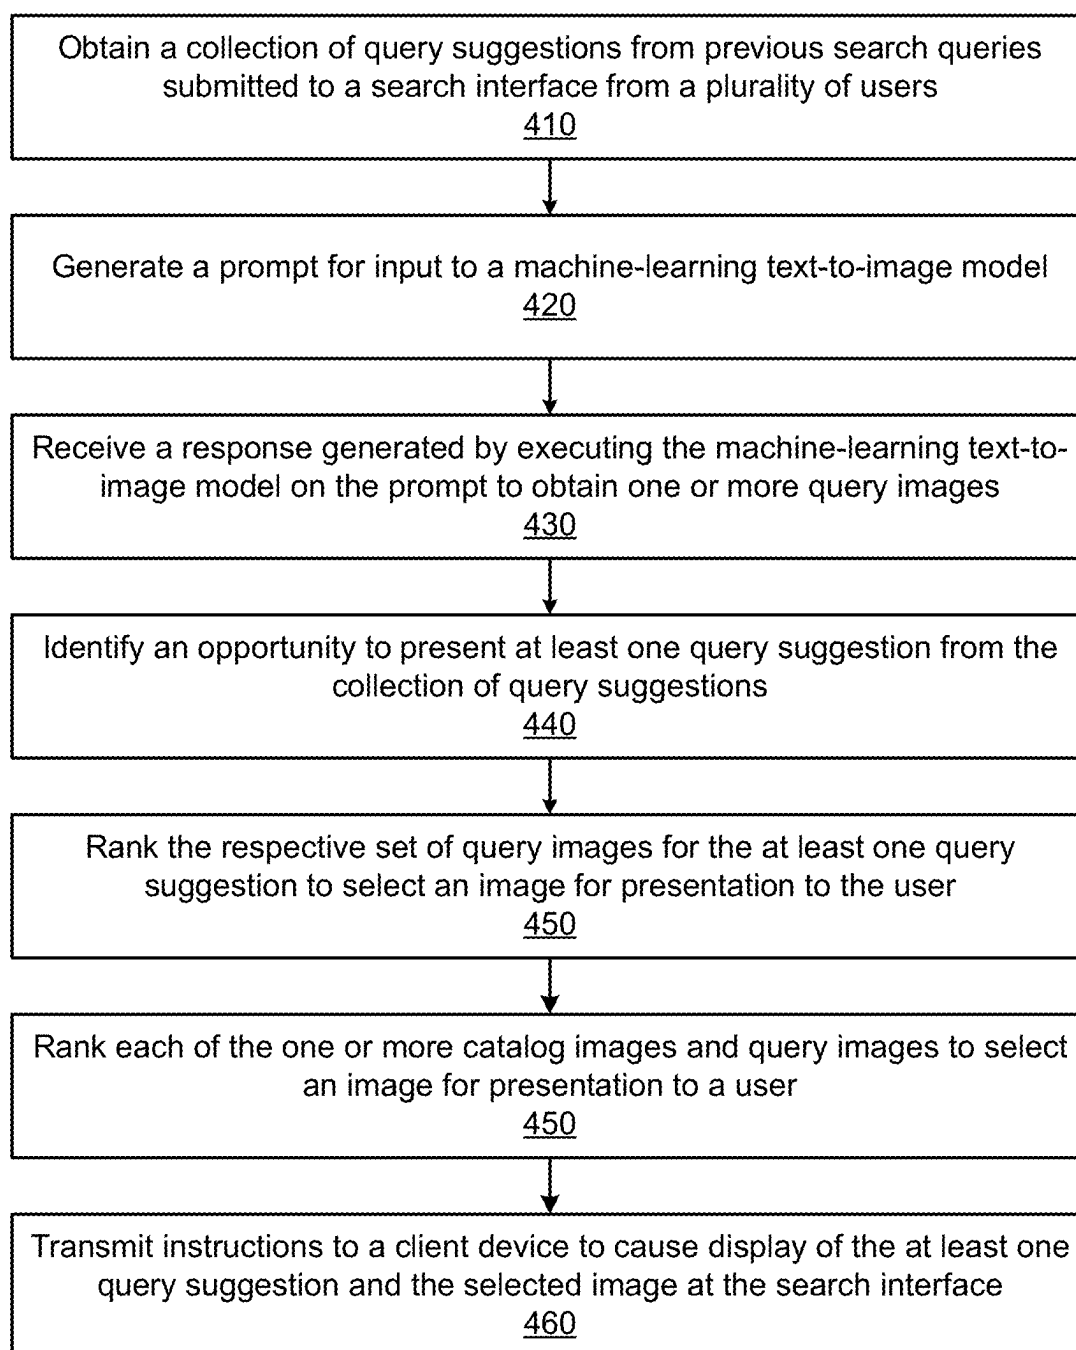 Obtain a collection of query suggestions from previous search queries
submitted to a search interface from a plurality of users
410
Generate a prompt for input to a machine-learning text-to-image model
420
Receive a response generated by executing the machine-learning text-to-
image model on the prompt to obtain one or more query images
430
Identify an opportunity to present at least one query suggestion from the
collection of query suggestions
440
Rank the respective set of query images for the at least one query
suggestion to select an image for presentation to the user
450
Rank each of the one or more catalog images and query images to select
an image for presentation to a user
450
Transmit instructions to a client device to cause display of the at least one
query suggestion and the selected image at the search interface
460